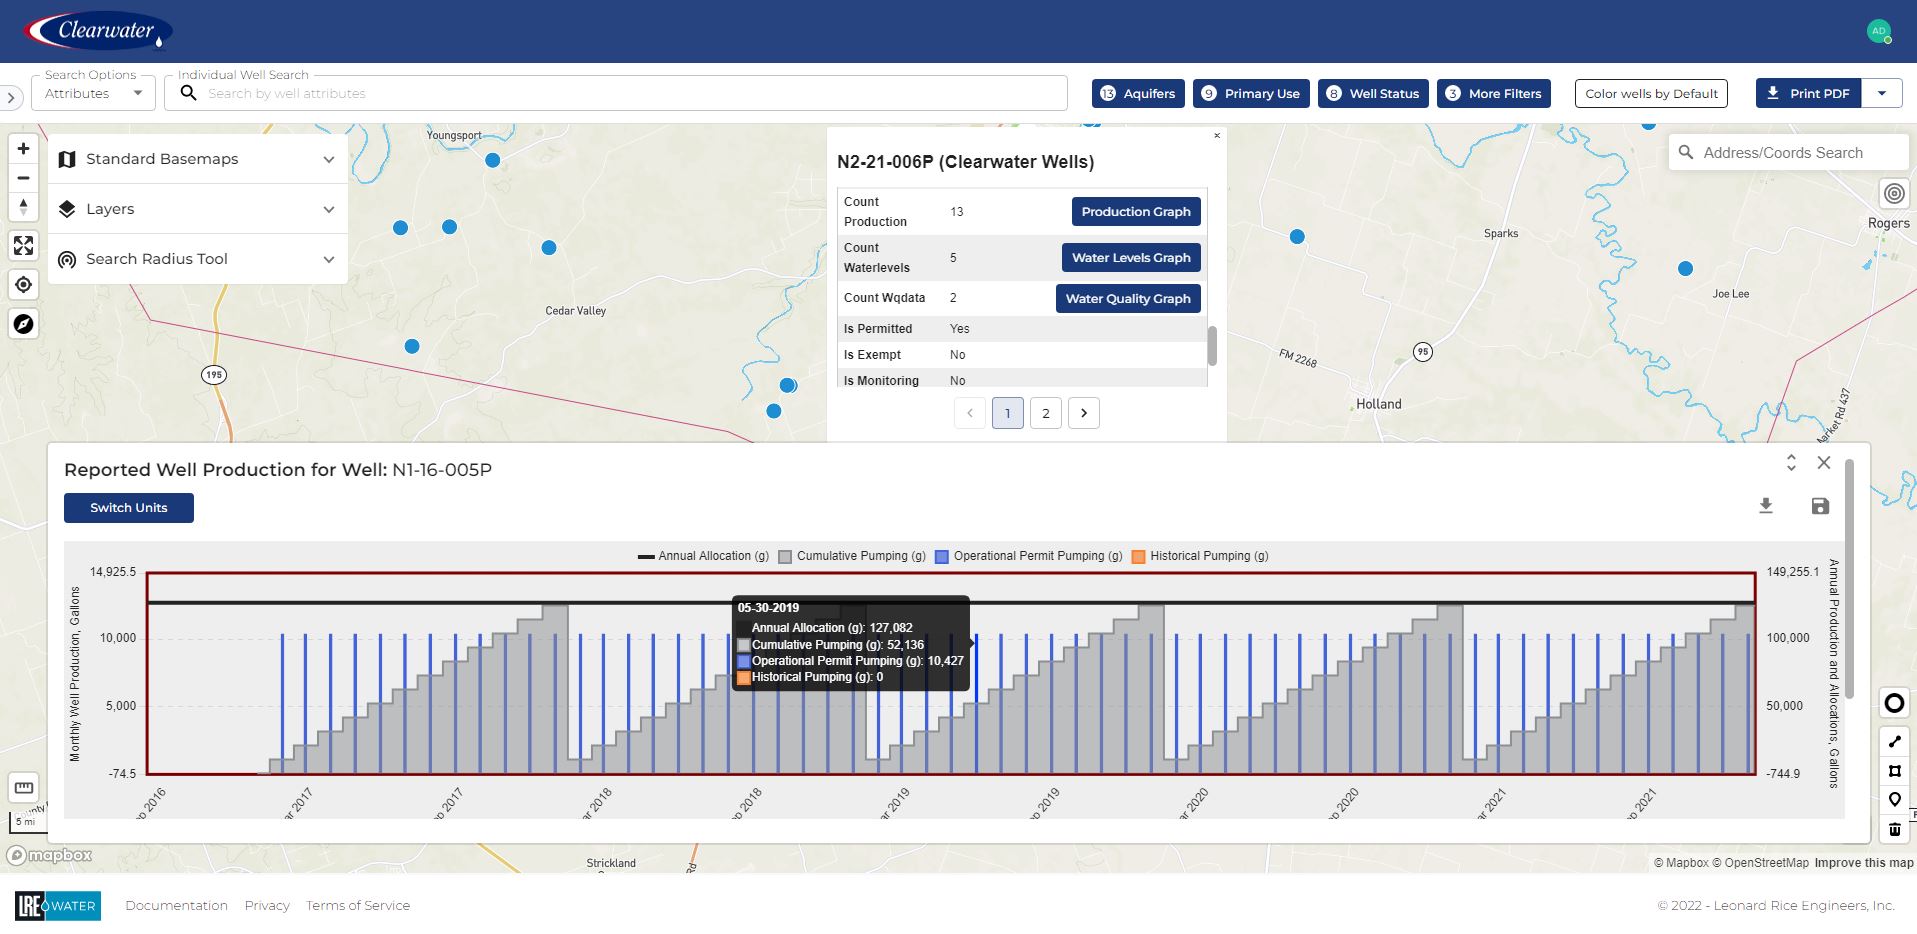 Clearwater
AD
Search Options
Attributes
Individual Well Search
Search by well attributes
13 Aquifers
9 Primary Use
8 Well Status
3 More Filters
Color wells by Default
Print PDF
Standard Basemaps
Layers
Search Radius Tool
Youngsport
Cedar Valley
195
N2-21-006P (Clearwater Wells)
×
Count Production 13 Production Graph
Count Waterlevels 5 Water Levels Graph
Count Wqdata 2 Water Quality Graph
Is Permitted Yes
Is Exempt No
Is Monitoring No
1 2
Address/Coords Search
Rogers
Sparks
Joe Lee
FM 2268
95
Holland
Market Rd 437
Reported Well Production for Well: N1-16-005P
Switch Units
Annual Allocation (g) Cumulative Pumping (g) Operational Permit Pumping (g) Historical Pumping (g)
Monthly Well Production, Gallons
14,925.5
10,000
5,000
-74.5
05-30-2019
Annual Allocation (g): 127,082
Cumulative Pumping (g): 52,136
Operational Permit Pumping (g): 10,427
Historical Pumping (g): 0
149,255.1
100,000
50,000
-744.9
Annual Production and Allocations, Gallons
p 2016
ar 2017
p 2017
ar 2018
p 2018
ar 2019
p 2019
ar 2020
p 2020
ar 2021
p 2021
5 mi
mapbox
Strickland
Rd
© Mapbox © OpenStreetMap Improve this map
LRE WATER
Documentation
Privacy
Terms of Service
© 2022 - Leonard Rice Engineers, Inc.